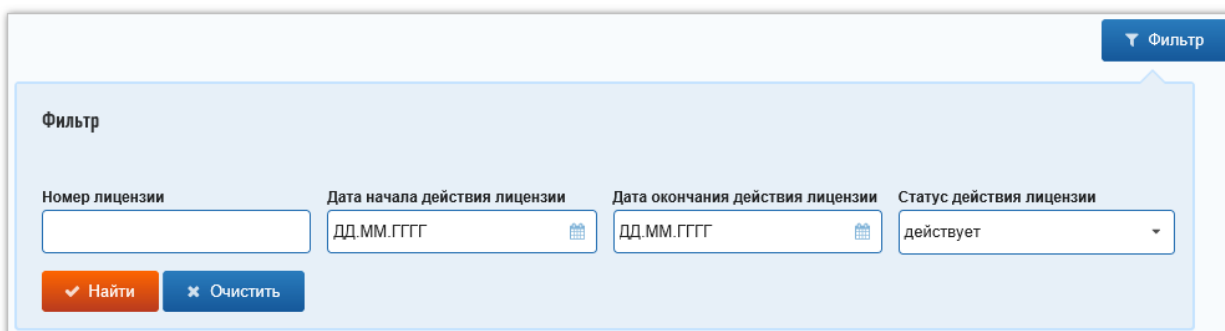 Фильтр
Фильтр
Номер лицензии
Дата начала действия лицензии
Дата окончания действия лицензии
Статус действия лицензии
ДД.ММ.ГГГГ
ДД.ММ.ГГГГ
действует
Найти
Очистить